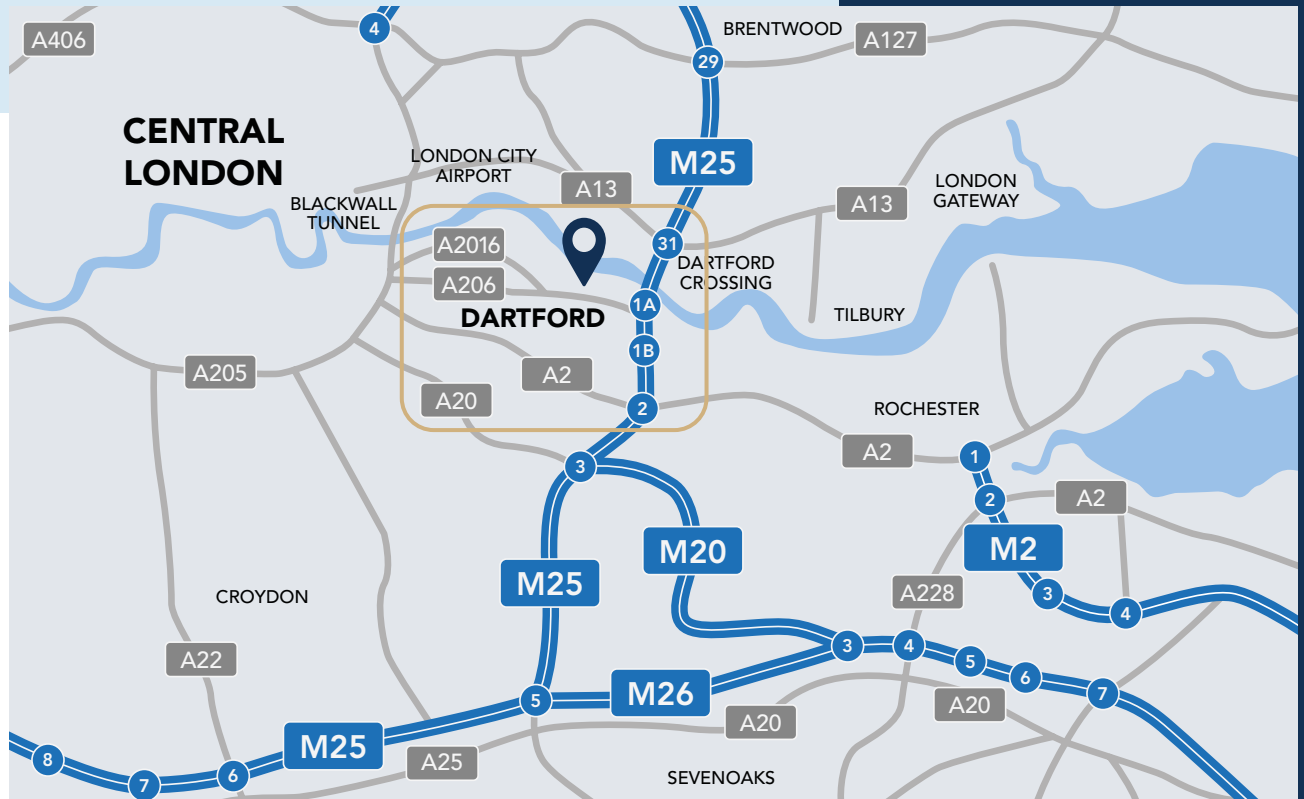 A406
4
BRENTWOOD
A127
29
CENTRAL
LONDON
LONDON CITY
AIRPORT
M25
A13
LONDON
GATEWAY
A13
BLACKWALL
TUNNEL
A2016
31
DARTFORD
CROSSING
A206
1A
DARTFORD
TILBURY
1B
A205
A2
A20
2
ROCHESTER
A2
1
3
2
A2
M20
M2
M25
A228
3
CROYDON
4
A22
3
4
5
6
7
5
M26
A20
A20
M25
A25
8
7
6
SEVENOAKS